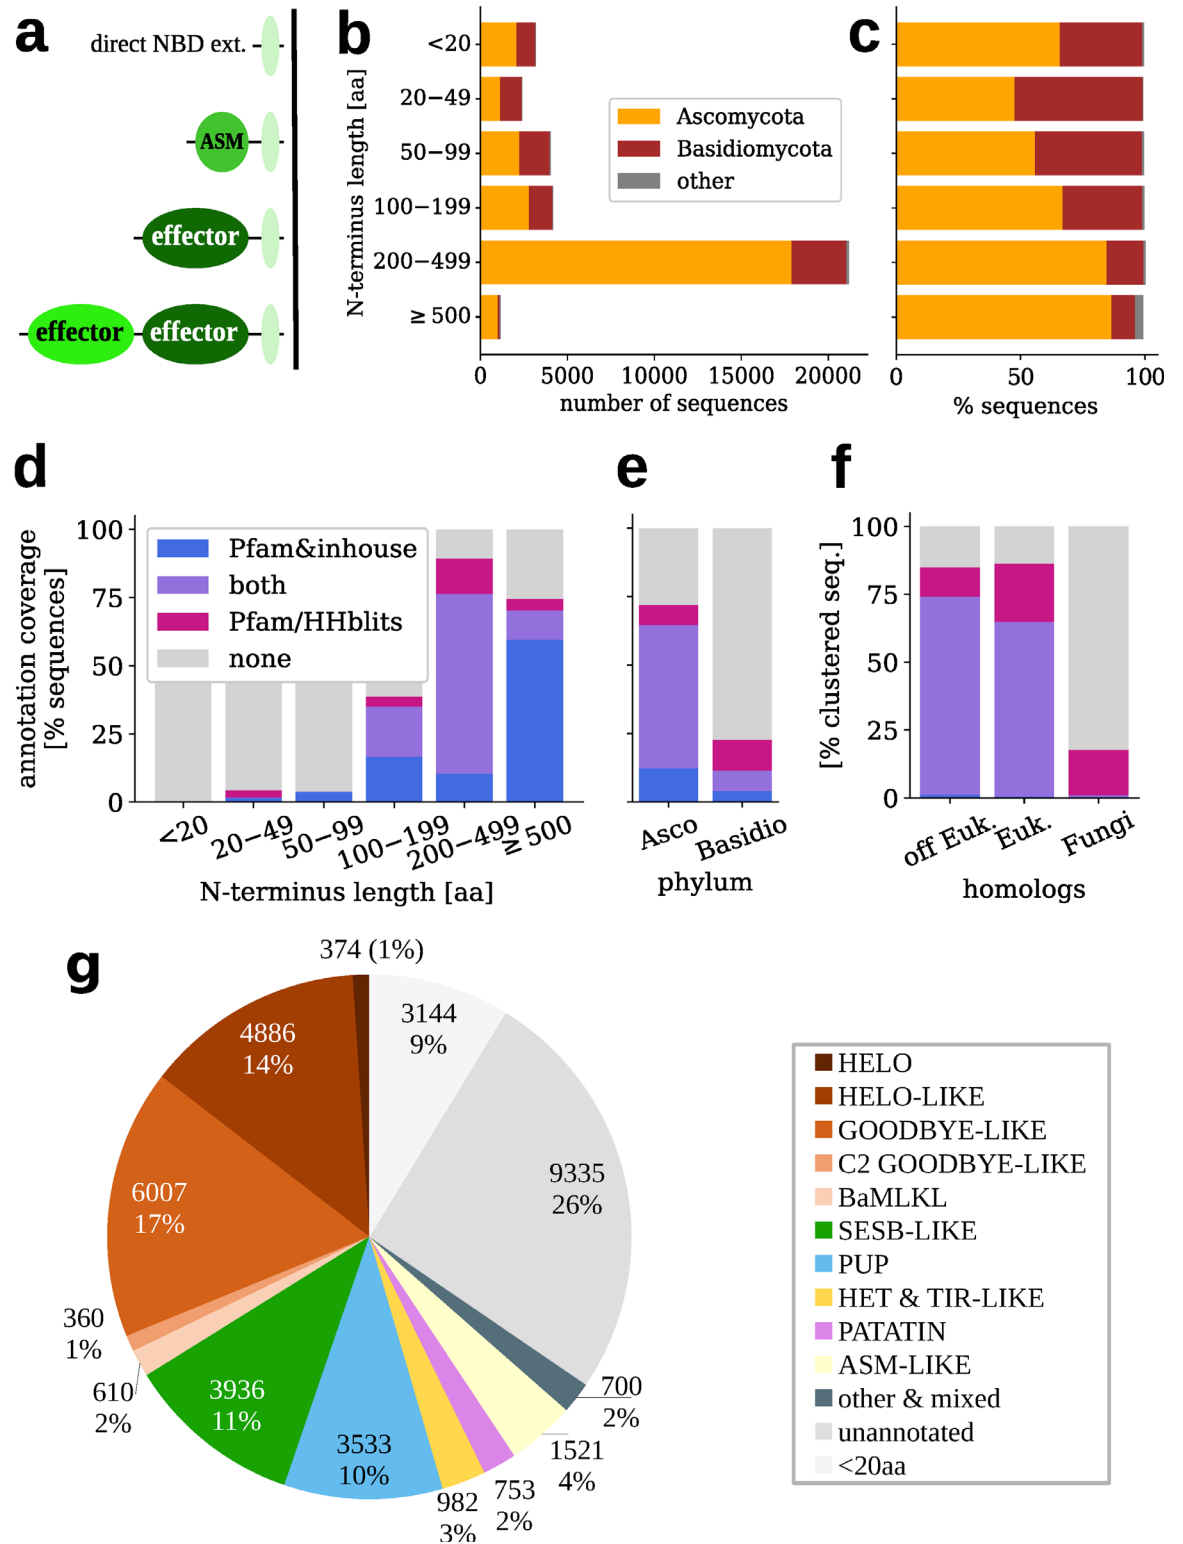 a
direct NBD ext.
ASM
effector
effector
effector
b
N-terminus length [aa]
<20
20−49
50−99
100−199
200−499
≥ 500
Ascomycota
Basidiomycota
other
0
5000
10000
15000
20000
number of sequences
c
0
50
100
% sequences
d
annotation coverage
[% sequences]
100
75
50
25
0
Pfam&inhouse
both
Pfam/HHblits
none
<20
20−49
50−99
100−199
200−499
≥ 500
N-terminus length [aa]
e
Asco
Basidio
phylum
f
[% clustered seq.]
100
75
50
25
0
off Euk.
Euk.
Fungi
homologs
g
374 (1%)
3144
9%
9335
26%
700
2%
1521
4%
753
2%
982
3%
3533
10%
3936
11%
610
2%
360
1%
6007
17%
4886
14%
HELO
HELO-LIKE
GOODBYE-LIKE
C2 GOODBYE-LIKE
BaMLKL
SESB-LIKE
PUP
HET & TIR-LIKE
PATATIN
ASM-LIKE
other & mixed
unannotated
<20aa